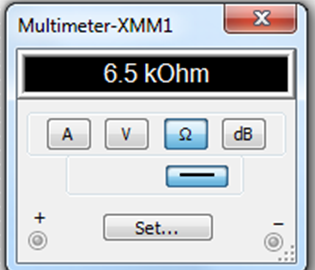 Multimeter-XMM1
6.5 kOhm
A V Ω dB
+ −
Set...